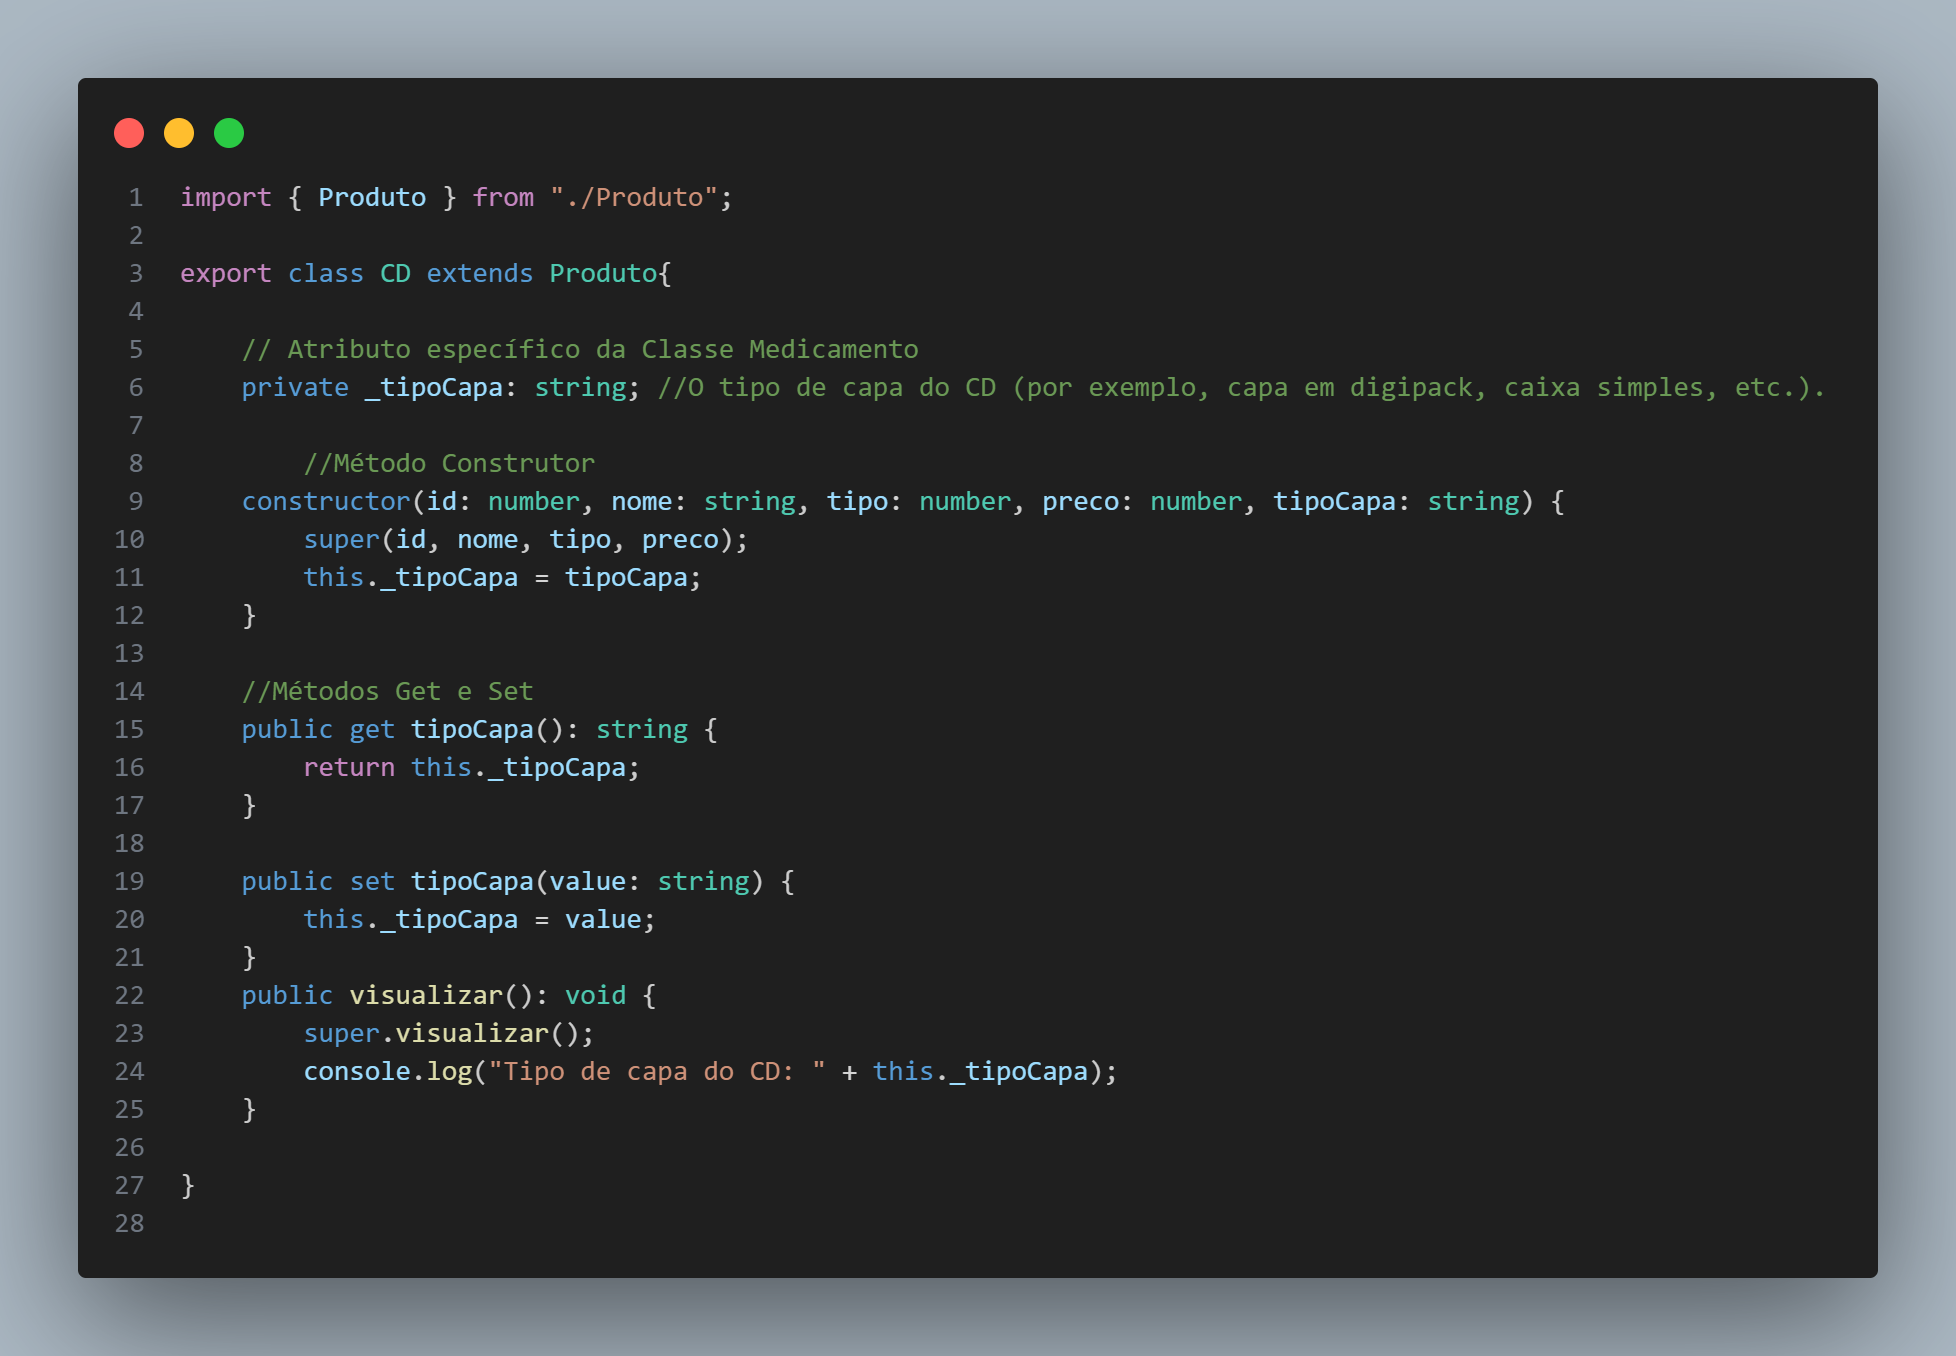 1 import { Produto } from "./Produto";
2
3 export class CD extends Produto{
4
5     // Atributo específico da Classe Medicamento
6     private _tipoCapa: string; //O tipo de capa do CD (por exemplo, capa em digipack, caixa simples, etc.).
7
8         //Método Construtor
9     constructor(id: number, nome: string, tipo: number, preco: number, tipoCapa: string) {
10         super(id, nome, tipo, preco);
11         this._tipoCapa = tipoCapa;
12     }
13
14     //Métodos Get e Set
15     public get tipoCapa(): string {
16         return this._tipoCapa;
17     }
18
19     public set tipoCapa(value: string) {
20         this._tipoCapa = value;
21     }
22     public visualizar(): void {
23         super.visualizar();
24         console.log("Tipo de capa do CD: " + this._tipoCapa);
25     }
26
27 }
28